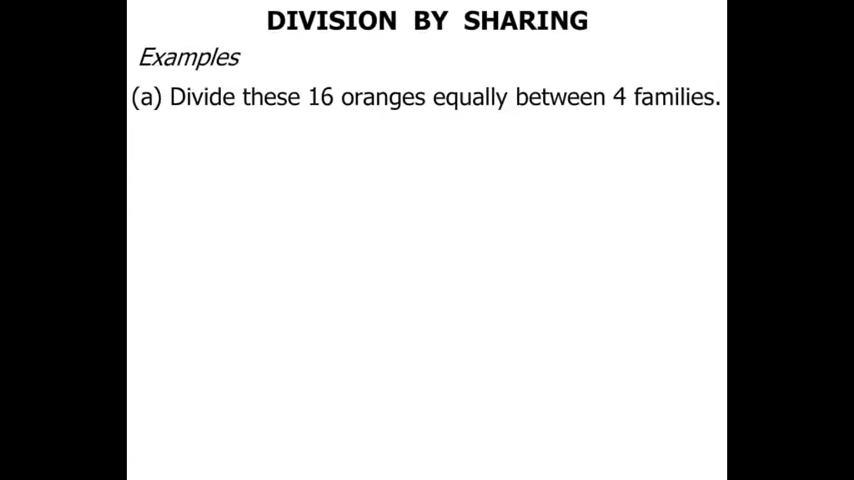 DIVISION BY SHARING
Examples
(a) Divide these 16 oranges equally between 4 families.